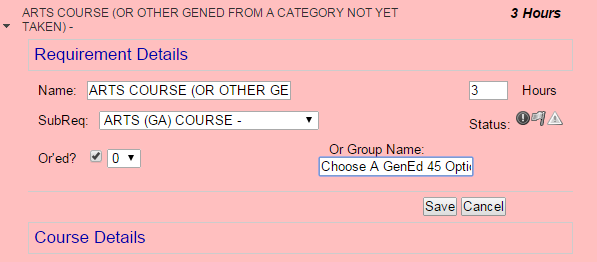 ARTS COURSE (OR OTHER GENED FROM A CATEGORY NOT YET 3 Hours
TAKEN) -
Requirement Details
Name: ARTS COURSE (OR OTHER GE 3 Hours
SubReq: ARTS (GA) COURSE - Status:
Or'ed? 0 Or Group Name:
Choose A GenEd 45 Optic
Save Cancel
Course Details